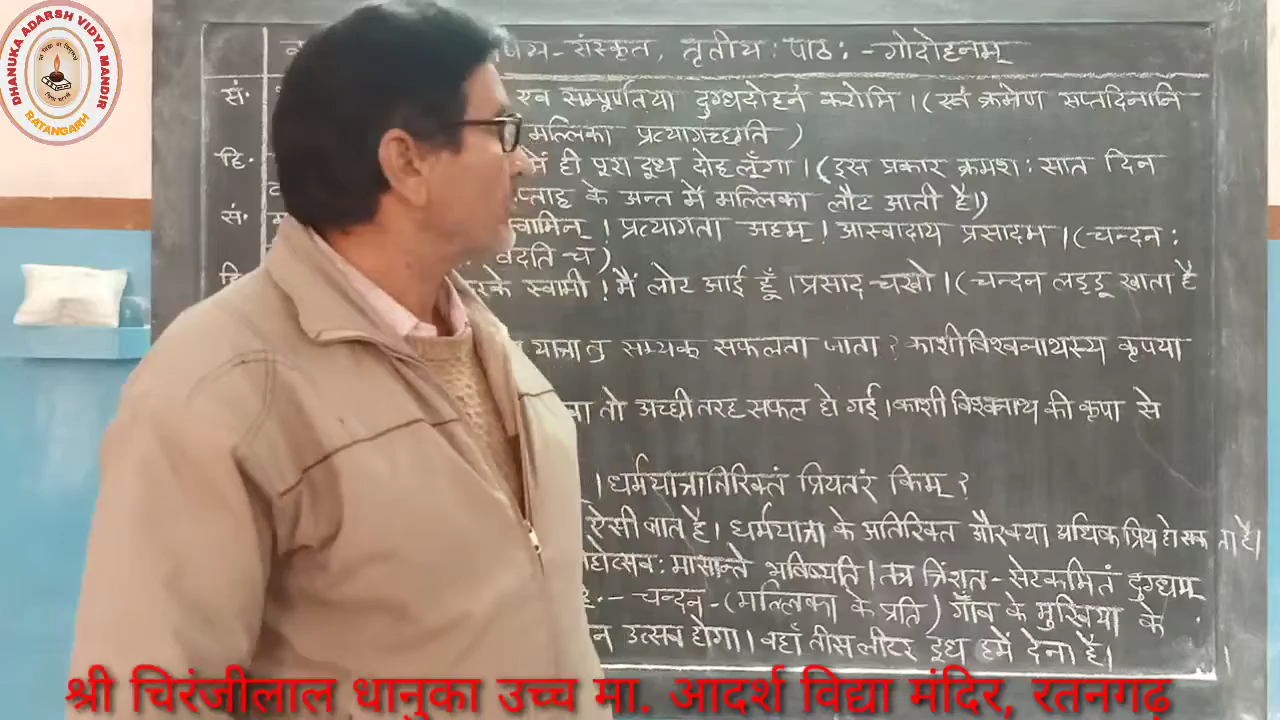 DHANUKA ADARSH VIDYA MANDIR
RATANGARH
संस्कृत, तृतीय: पाठ: - गोदोहनम्
सं. एव सम्पूर्णतया दुग्धदोहनं करोमि । (एवं क्रमेण सप्तदिनानि
मल्लिका प्रत्यागच्छति )
हि. में ही पूरा दूध दोह लूँगा । (इस प्रकार क्रमश: सात दिन
के अन्त में मल्लिका लौट आती है।)
सं. । प्रत्यागता अहम् । आस्वादाय प्रसादम । (चन्दन :
वदति च )
स्वामी ! मैं लौट आई हूँ । प्रसाद चखो । ( चन्दन लड्डू खाता है
यात्रा तु सम्यक् सफलता जाता ? काशीविश्वनाथस्य कृपया
तो अच्छी तरह सफल हो गई । काशी विश्वनाथ की कृपा से
। धर्मयात्रातिरिक्तं प्रियतरं किम् ?
ऐसी बात है । धर्मयात्रा के अतिरिक्त और क्या अधिक प्रिय हो सकता है।
मासान्ते भविष्यति । तत्र त्रिंशत - सेटकमितं दुग्धम्
चन्दन - (मल्लिका के प्रति ) गाँव के मुखिया के
उत्सव होगा । वहाँ तीस लीटर दूध हमें देना है।
श्री चिरंजीलाल धानुका उच्च मा. आदर्श विद्या मंदिर, रतनगढ़